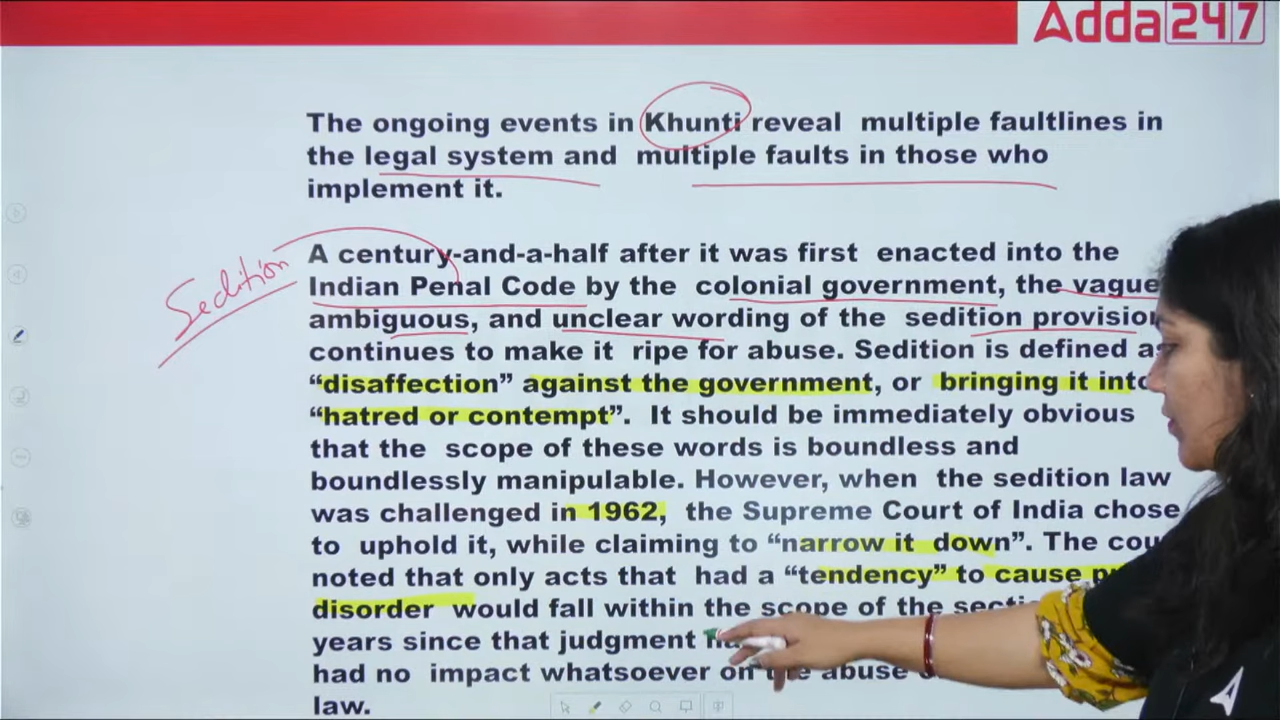 Adda247
The ongoing events in Khunti reveal multiple faultlines in
the legal system and multiple faults in those who
implement it.
Sedition
A century-and-a-half after it was first enacted into the
Indian Penal Code by the colonial government, the vague
ambiguous, and unclear wording of the sedition provision
continues to make it ripe for abuse. Sedition is defined as
“disaffection” against the government, or bringing it into
“hatred or contempt”. It should be immediately obvious
that the scope of these words is boundless and
boundlessly manipulable. However, when the sedition law
was challenged in 1962, the Supreme Court of India chose
to uphold it, while claiming to “narrow it down”. The
noted that only acts that had a “tendency” to cause
disorder would fall within the scope of the
years since that judgment
had no impact whatsoever on the abuse
law.